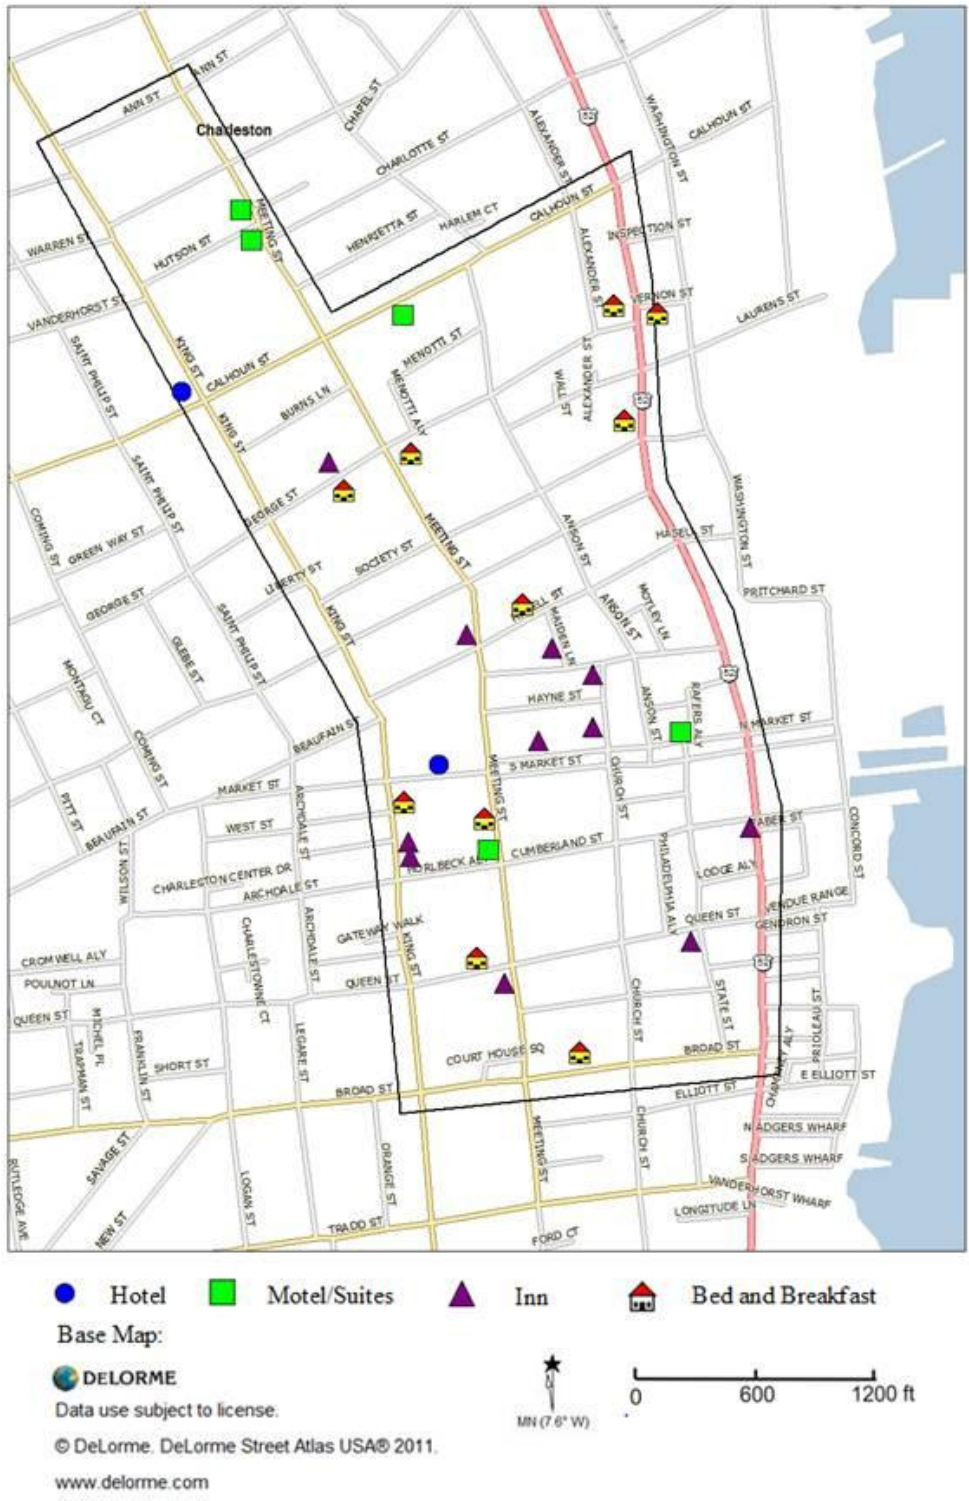 ANN ST
ANN ST
CHAPEL ST
Charleston
CHARLOTTE ST
ALEXANDER ST
52
WASHINGTON ST
CALHOUN ST
MEETING ST
HENRIETTA ST
HARLEM CT
CALHOUN ST
INSPECTION ST
WARREN ST
HUTSON ST
ALEXANDER ST
VERNON ST
LAURENS ST
VANDERHORST ST
KING ST
SAINT PHILIP ST
CALHOUN ST
MENOTTI ST
MENOTTI ALY
BURNS LN
WALL ST
ALEXANDER ST
52
KING ST
SAINT PHILIP ST
GEORGE ST
COMING ST
GREEN WAY ST
LIBERTY ST
SOCIETY ST
MEETING ST
ANSON ST
HASELL ST
WASHINGTON ST
GEORGE ST
SAINT PHILIP ST
KING ST
MAIDEN LN
ANSON ST
MOTLEY LN
PRITCHARD ST
GLEBE ST
MONTAGU CT
COMING ST
BEAUFAIN ST
HAYNE ST
ANSON ST
RAFERS ALY
52
N MARKET ST
S MARKET ST
MEETING ST
CHURCH ST
MARKET ST
PITT ST
BEAUFAIN ST
WEST ST
ARCHDALE ST
CUMBERLAND ST
PHILADELPHIA ALY
CONCORD ST
WILSON ST
CHARLESTON CENTER DR
ARCHDALE ST
LODGE ALY
VENDUE RANGE
QUEEN ST
GENDRON ST
ARCHDALE ST
GATEWAY WALK
KING ST
CHARLESTOWNE CT
CROMWELL ALY
POULNOT LN
QUEEN ST
52
QUEEN ST
MICHEL PL
TRAPMAN ST
FRANKLIN ST
SHORT ST
LEGARE ST
CHURCH ST
STATE ST
PRIOLEAU ST
COURT HOUSE SQ
BROAD ST
E ELLIOTT ST
BROAD ST
ELLIOTT ST
MEETING ST
CHURCH ST
N ADGERS WHARF
S ADGERS WHARF
SAVAGE ST
RUTLEDGE AVE
NEW ST
LOGAN ST
ORANGE ST
VANDERHORST WHARF
LONGITUDE LN
TRADD ST
FORD CT
Hotel Motel/Suites Inn Bed and Breakfast
Base Map:
DELORME
Data use subject to license.
© DeLorme. DeLorme Street Atlas USA® 2011.
www.delorme.com
MN (7.6° W)
0 600 1200 ft